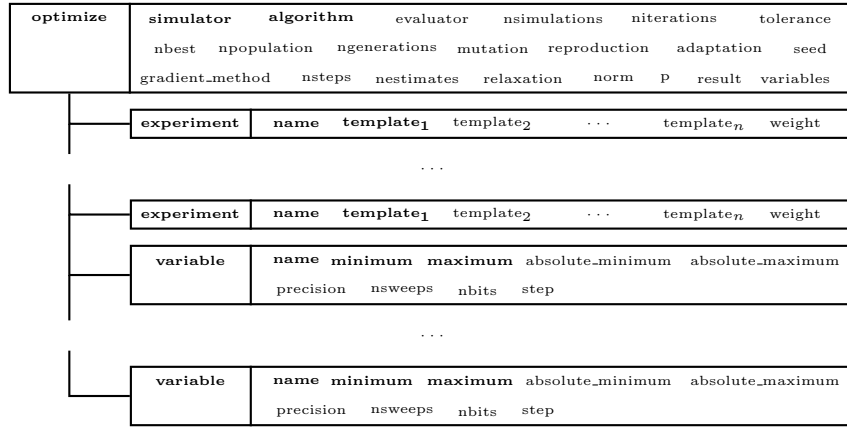 optimize simulator algorithm evaluator nsimulations niterations tolerance
nbest npopulation ngenerations mutation reproduction adaptation seed
gradient_method nsteps nestimates relaxation norm p result variables
experiment name template1 template2 ... templaten weight
...
experiment name template1 template2 ... templaten weight
variable name minimum maximum absolute_minimum absolute_maximum
precision nsweeps nbits step
...
variable name minimum maximum absolute_minimum absolute_maximum
precision nsweeps nbits step